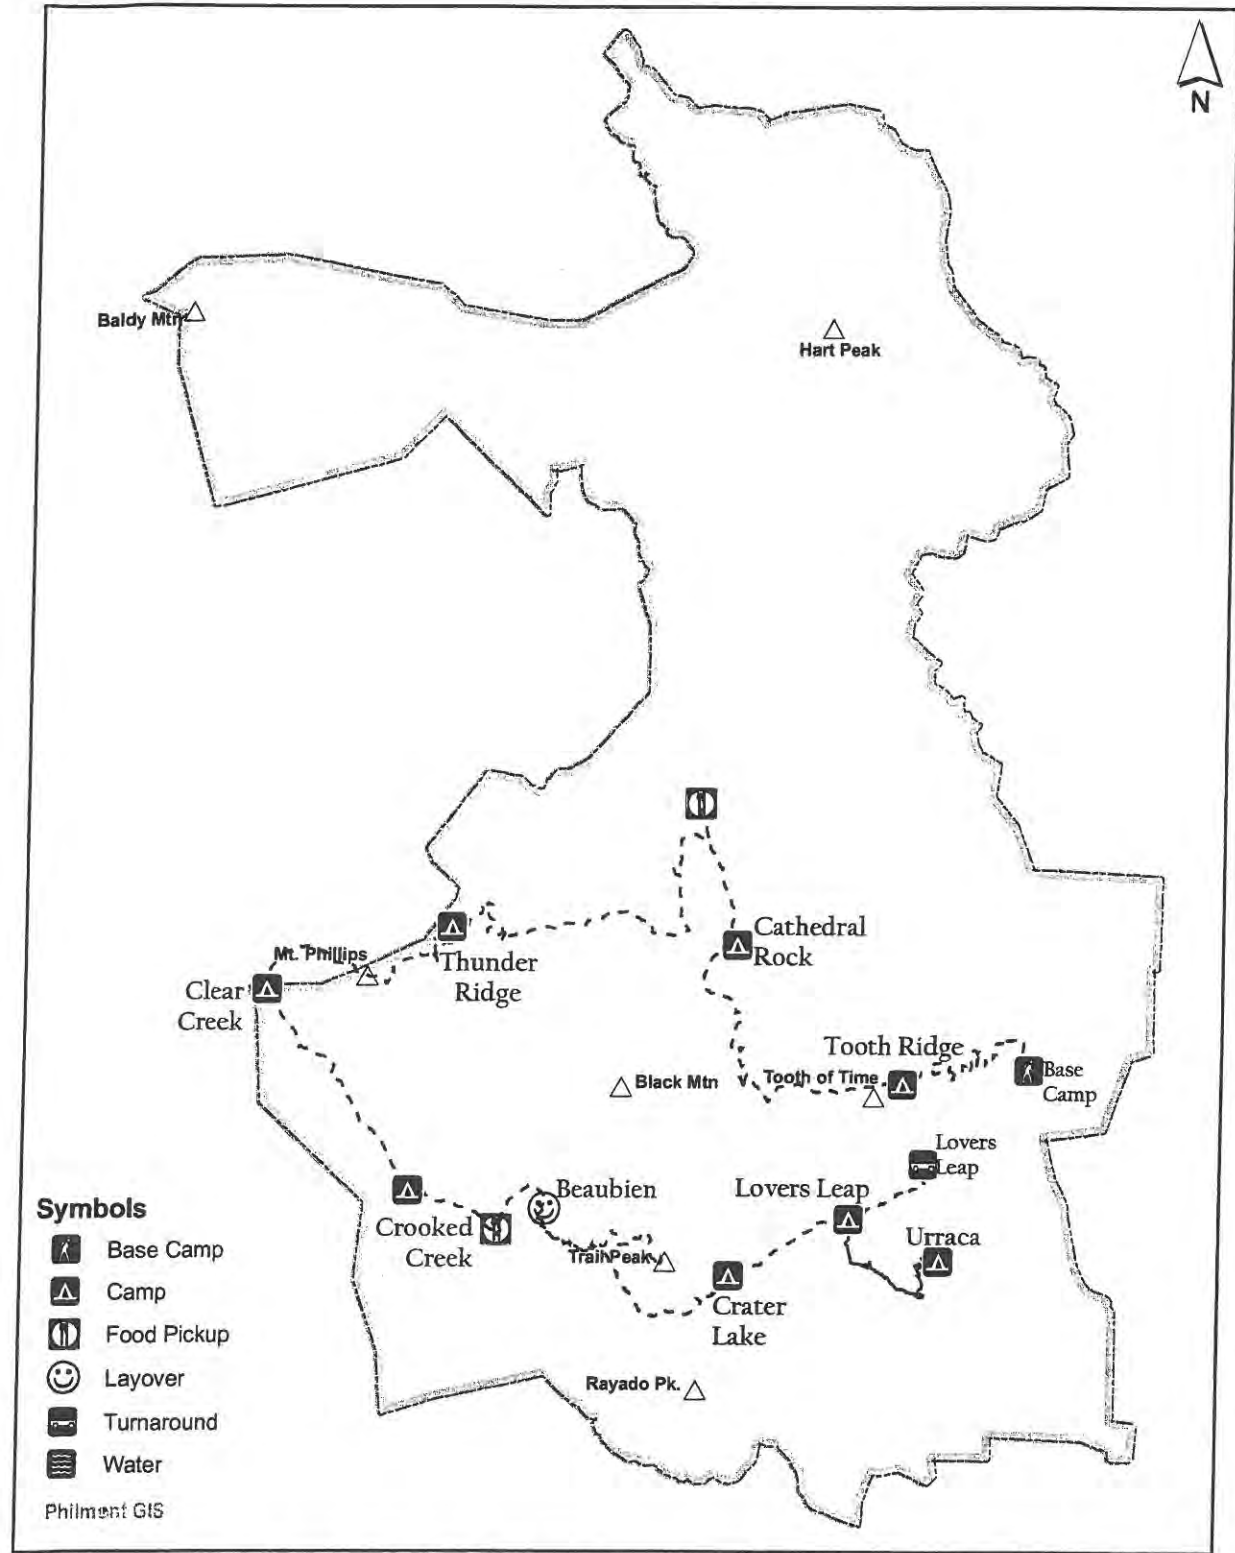 N
Baldy Mtn
Hart Peak
Cathedral
Rock
Mt. Phillips
Thunder
Ridge
Clear
Creek
Tooth Ridge
Tooth of Time
Base
Camp
Black Mtn
Lovers
Leap
Beaubien
Lovers Leap
Crooked
Creek
Trail Peak
Urraca
Crater
Lake
Rayado Pk.
Symbols
Base Camp
Camp
Food Pickup
Layover
Turnaround
Water
Philmont GIS